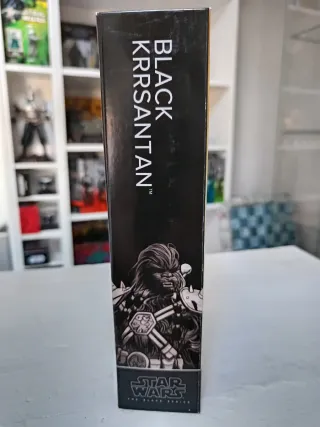 BLACK
KRRSANTAN™
STAR
WARS
THE BLACK SERIES